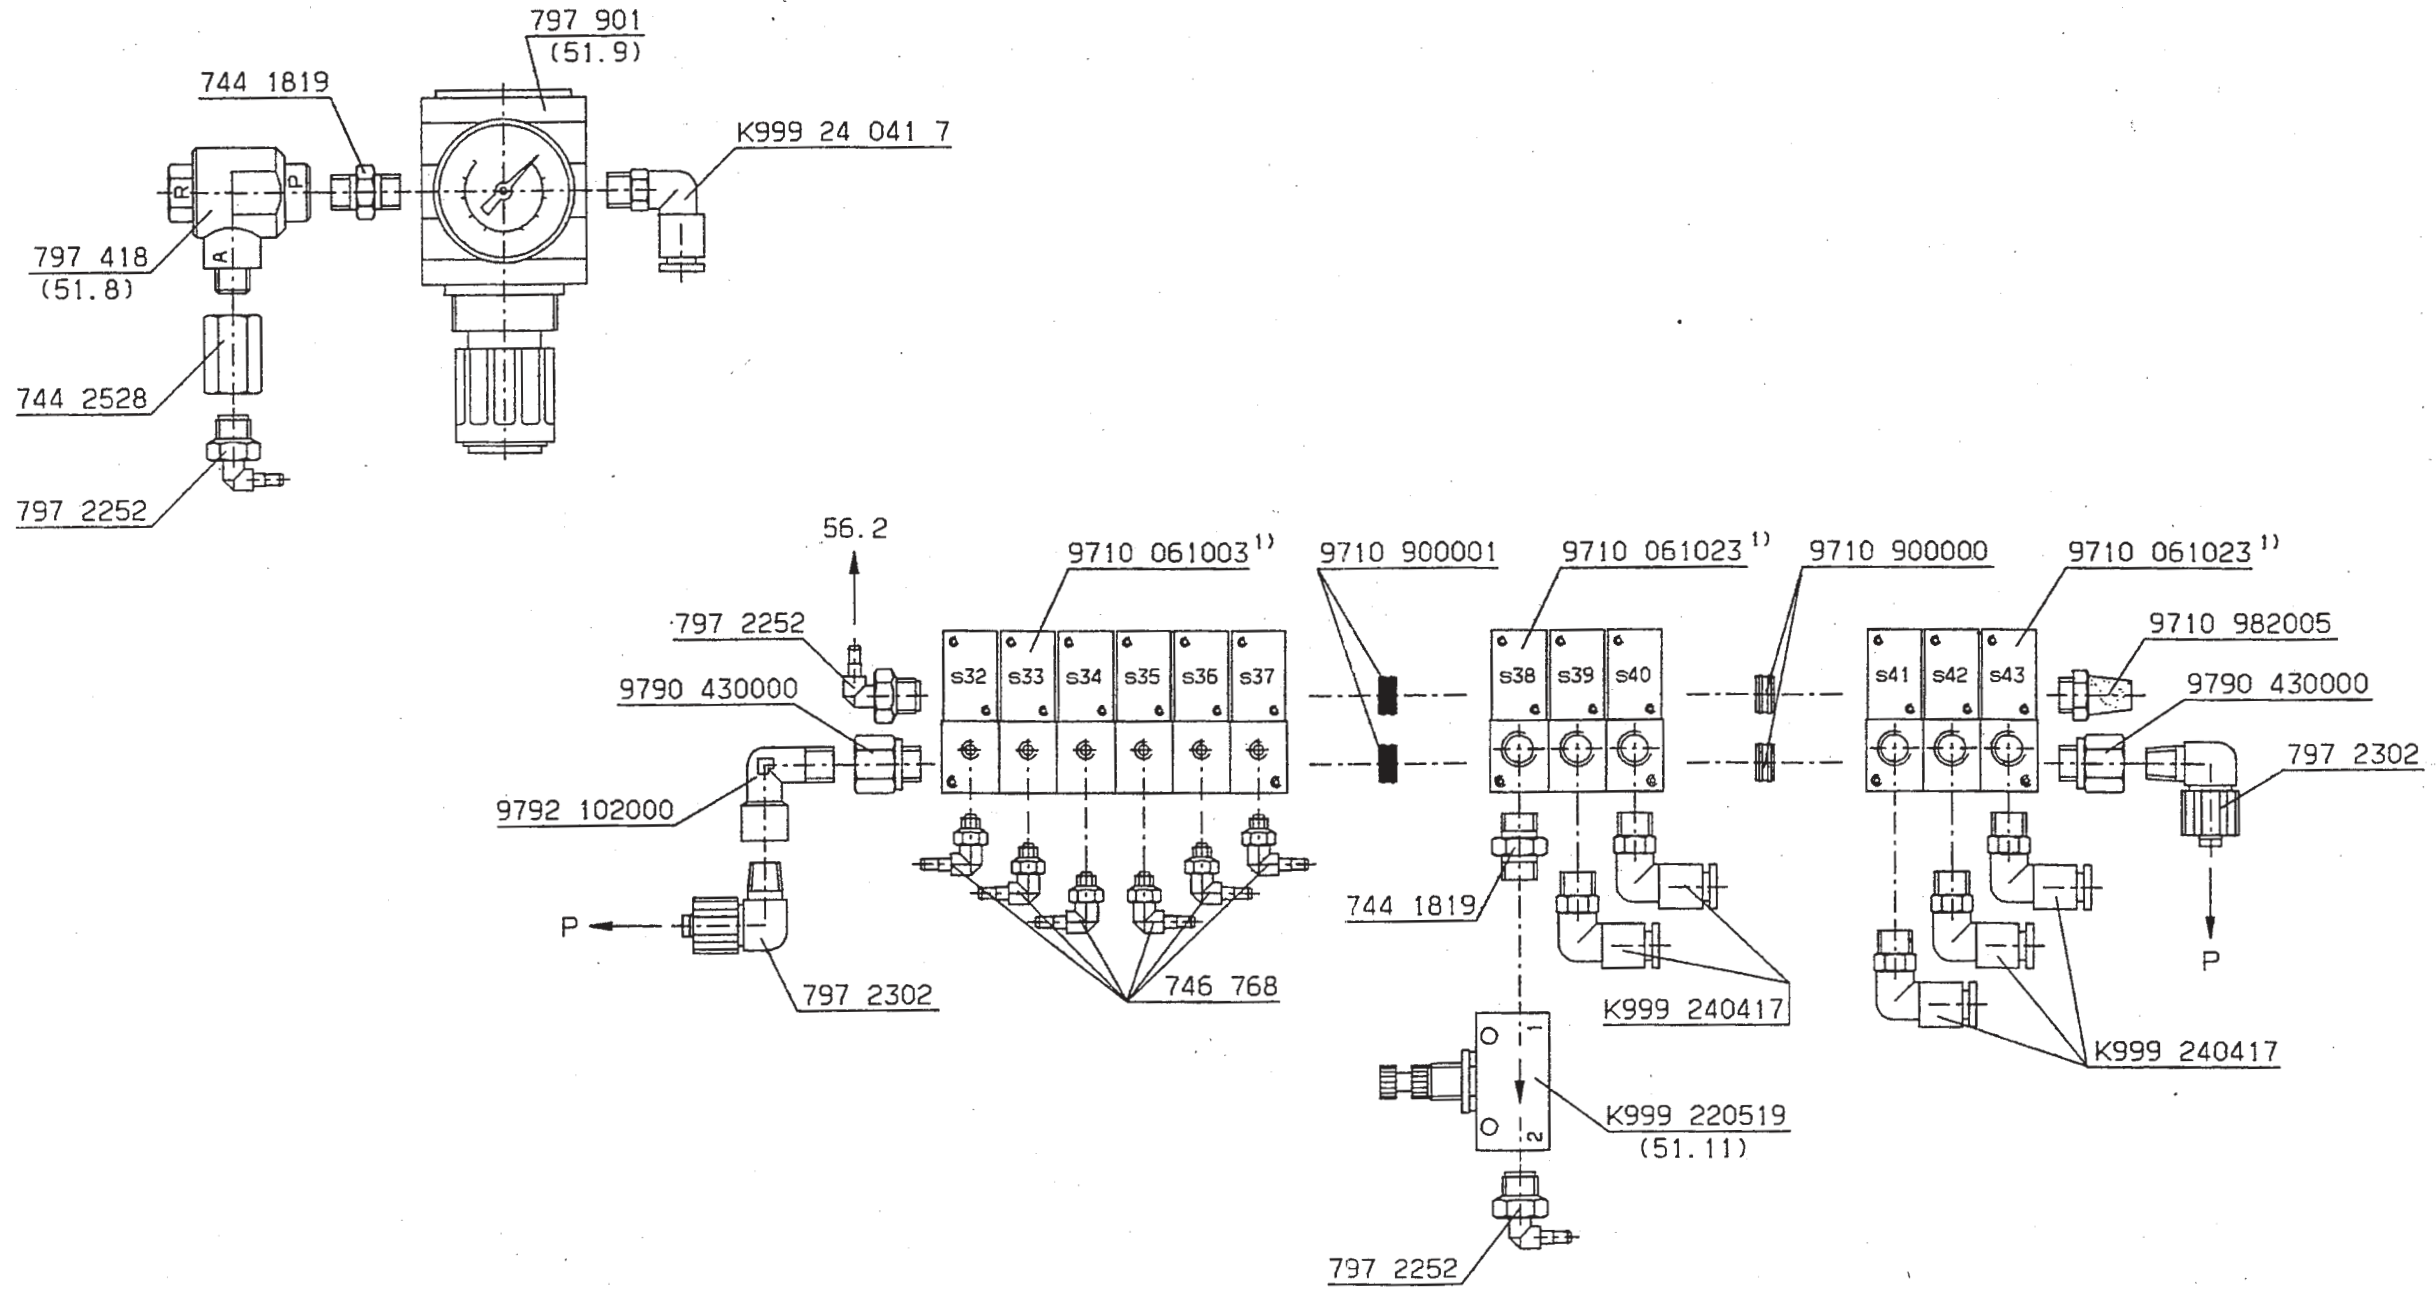 797 901
(51.9)
744 1819
K999 24 041 7
R
P
A
797 418
(51.8)
744 2528
797 2252
56.2
9710 061003 1)
9710 900001
9710 061023 1)
9710 900000
9710 061023 1)
797 2252
9710 982005
9790 430000
s32 s33 s34 s35 s36 s37
s38 s39 s40
s41 s42 s43
9790 430000
797 2302
9792 102000
744 1819
P
797 2302
746 768
K999 240417
P
1
K999 240417
2
K999 220519
(51.11)
797 2252